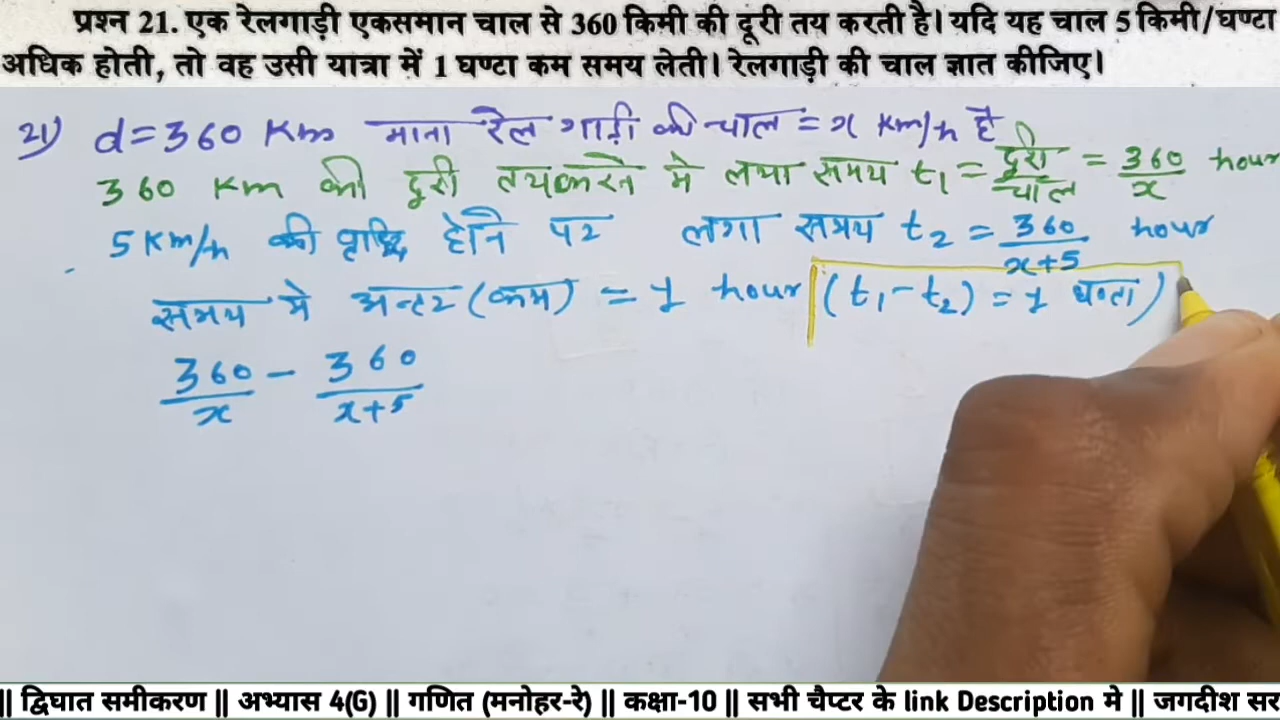 प्रश्न 21. एक रेलगाड़ी एकसमान चाल से 360 किमी की दूरी तय करती है। यदि यह चाल 5 किमी/घण्टा
अधिक होती, तो वह उसी यात्रा में 1 घण्टा कम समय लेती। रेलगाड़ी की चाल ज्ञात कीजिए।
21) d = 360 Km माना रेल गाड़ी की चाल = x km/h है
360 Km की दूरी तय करने मे लगा समय t₁ = दूरी/चाल = 360/x hour
5 Km/h की वृद्धि होने पर लगा समय t₂ = 360/x+5 hour
समय मे अन्तर (कम) = 1 hour (t₁ - t₂) = 1 घन्टा)
360/x - 360/x+5
|| द्विघात समीकरण || अभ्यास 4(G) || गणित (मनोहर-रे) || कक्षा-10 || सभी चैप्टर के link Description मे || जगदीश सर